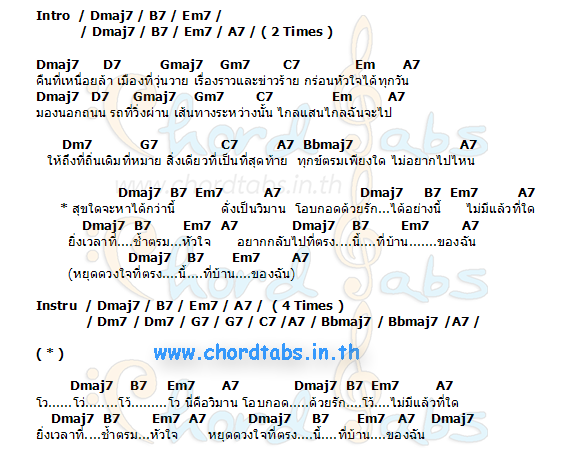 Intro / Dmaj7 / B7 / Em7 /
/ Dmaj7 / B7 / Em7 / A7 / ( 2 Times )
Dmaj7 D7 Gmaj7 Gm7 C7 Em A7
คืนที่เหนื่อยล้า เมืองที่วุ่นวาย เรื่องราวและข่าวร้าย กร่อนหัวใจได้ทุกวัน
Dmaj7 D7 Gmaj7 Gm7 C7 Em A7
มองนอกถนน รถที่วิ่งผ่าน เส้นทางระหว่างนั้น ไกลแสนไกลฉันจะไป
Dm7 G7 C7 A7 Bbmaj7 A7
ให้ถึงที่ถิ่นเดิมที่หมาย สิ่งเดียวที่เป็นที่สุดท้าย ทุกข์ตรมเพียงใด ไม่อยากไปไหน
Dmaj7 B7 Em7 A7 Dmaj7 B7 Em7 A7
* สุขใดจะหาได้กว่านี้ ดั่งเป็นวิมาน โอบกอดด้วยรัก...ได้อย่างนี้ ไม่มีแล้วที่ใด
Dmaj7 B7 Em7 A7 Dmaj7 B7 Em7 A7
ยิ่งเวลาที่....ช้ำตรม...หัวใจ อยากกลับไปที่ตรง....นี้....ที่บ้าน.......ของฉัน
Dmaj7 B7 Em7 A7
(หยุดดวงใจที่ตรง....นี้....ที่บ้าน....ของฉัน)
Instru / Dmaj7 / B7 / Em7 / A7 / ( 4 Times )
/ Dm7 / Dm7 / G7 / G7 / C7 /A7 / Bbmaj7 / Bbmaj7 /A7 /
( * )
www.chordtabs.in.th
Dmaj7 B7 Em7 A7 Dmaj7 B7 Em7 A7
โว......โว่.......โว้.........โว นี่คือวิมาน โอบกอด.....ด้วยรัก....โว้....ไม่มีแล้วที่ใด
Dmaj7 B7 Em7 A7 Dmaj7 B7 Em7 A7 Dmaj7
ยิ่งเวลาที่....ช้ำตรม...หัวใจ หยุดดวงใจที่ตรง....นี้....ที่บ้าน....ของฉัน
Chord Tabs
www.chordtabs.in.th